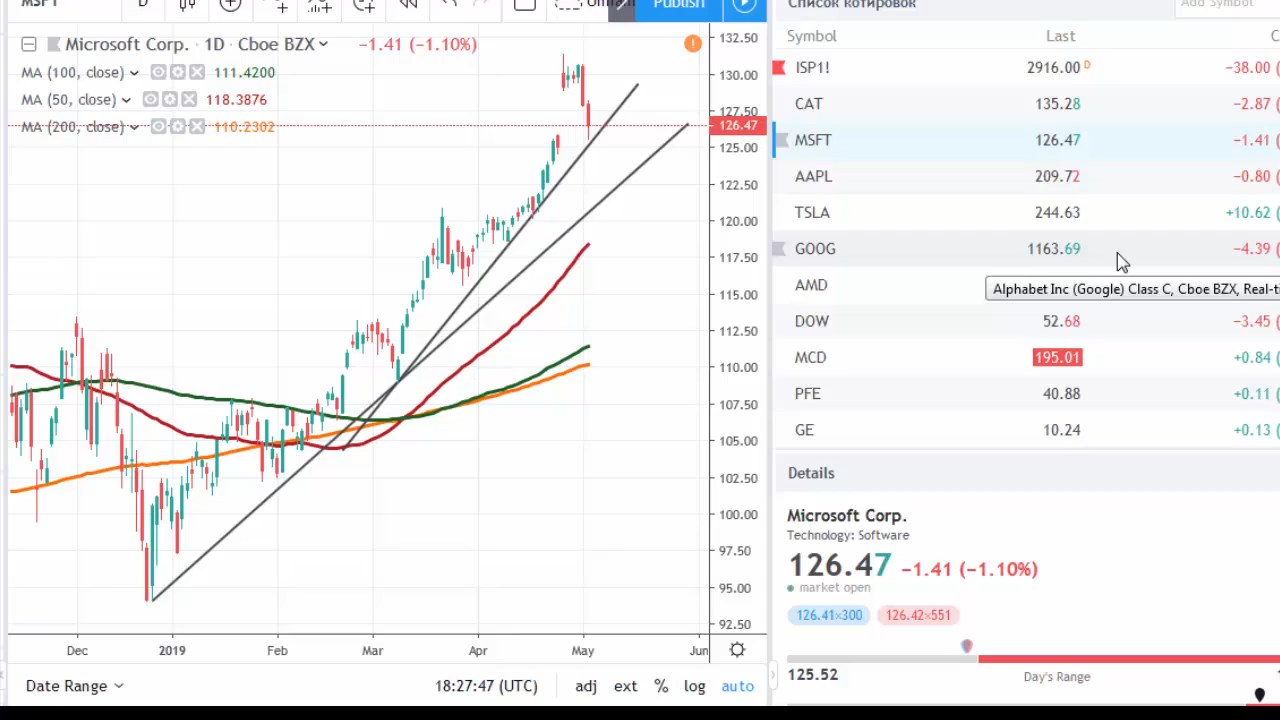 MSFT D Publish
Список котировок Add Symbol
Microsoft Corp. · 1D · Cboe BZX −1.41 (−1.10%)
MA (100, close) 111.4200
MA (50, close) 118.3876
MA (200, close) 110.2302
132.50
130.00
127.50
126.47
125.00
122.50
120.00
117.50
115.00
112.50
110.00
107.50
105.00
102.50
100.00
97.50
95.00
92.50
Dec 2019 Feb Mar Apr May Jun
Date Range 18:27:47 (UTC) adj ext % log auto
Symbol Last C
ISP1! 2916.00 D −38.00 (
CAT 135.28 −2.87 (
MSFT 126.47 −1.41 (
AAPL 209.72 −0.80 (
TSLA 244.63 +10.62 (
GOOG 1163.69 −4.39 (
AMD
Alphabet Inc (Google) Class C, Cboe BZX, Real-ti
DOW 52.68 −3.45 (
MCD 195.01 +0.84 (
PFE 40.88 +0.11 (
GE 10.24 +0.13 (
Details
Microsoft Corp.
Technology: Software
126.47 −1.41 (−1.10%)
market open
126.41×300 126.42×551
125.52 Day's Range